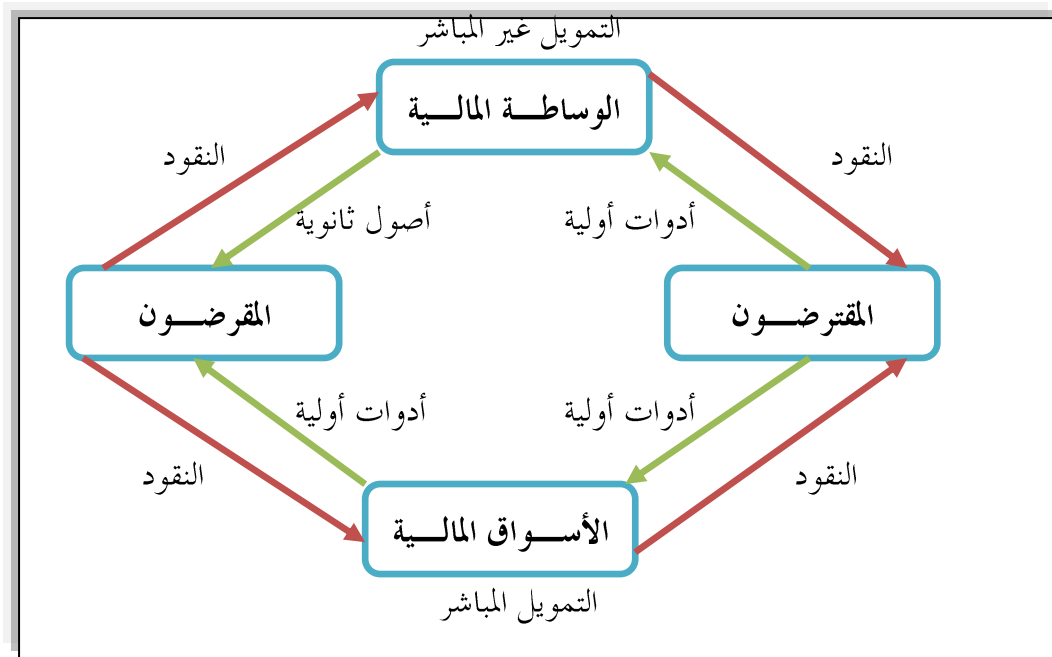 التمويل غير المباشر
الوساطـــة المالـــية
النقود
النقود
أدوات أولية
أصول ثانوية
المقترضـــون
المقرضـــون
أدوات أولية
أدوات أولية
النقود
النقود
الأســـواق المالـــية
التمويل المباشر